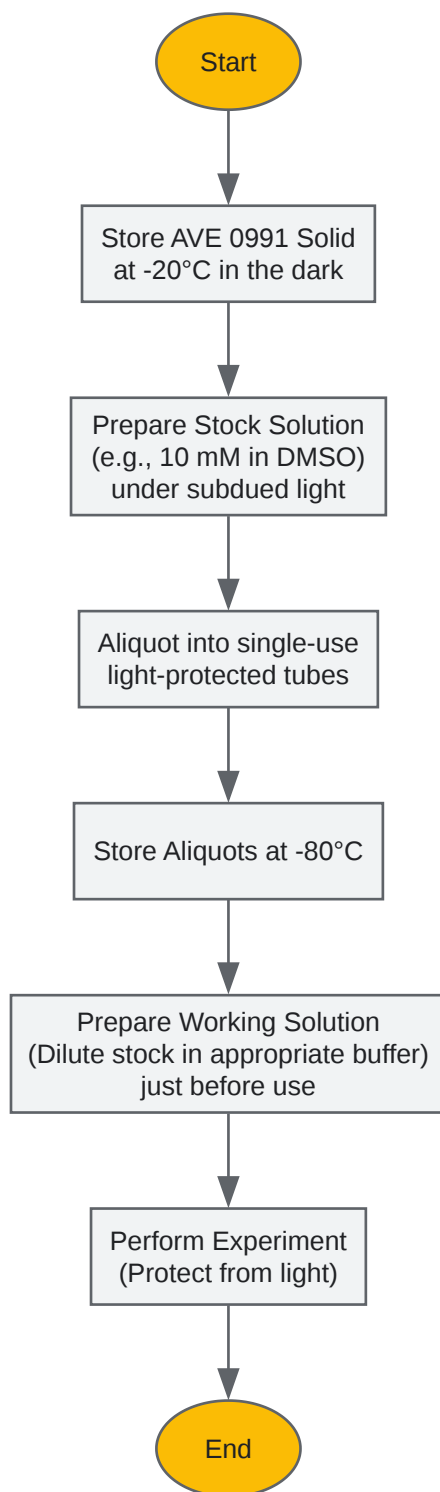 Start
Store AVE 0991 Solid
at -20°C in the dark
Prepare Stock Solution
(e.g., 10 mM in DMSO)
under subdued light
Aliquot into single-use
light-protected tubes
Store Aliquots at -80°C
Prepare Working Solution
(Dilute stock in appropriate buffer)
just before use
Perform Experiment
(Protect from light)
End